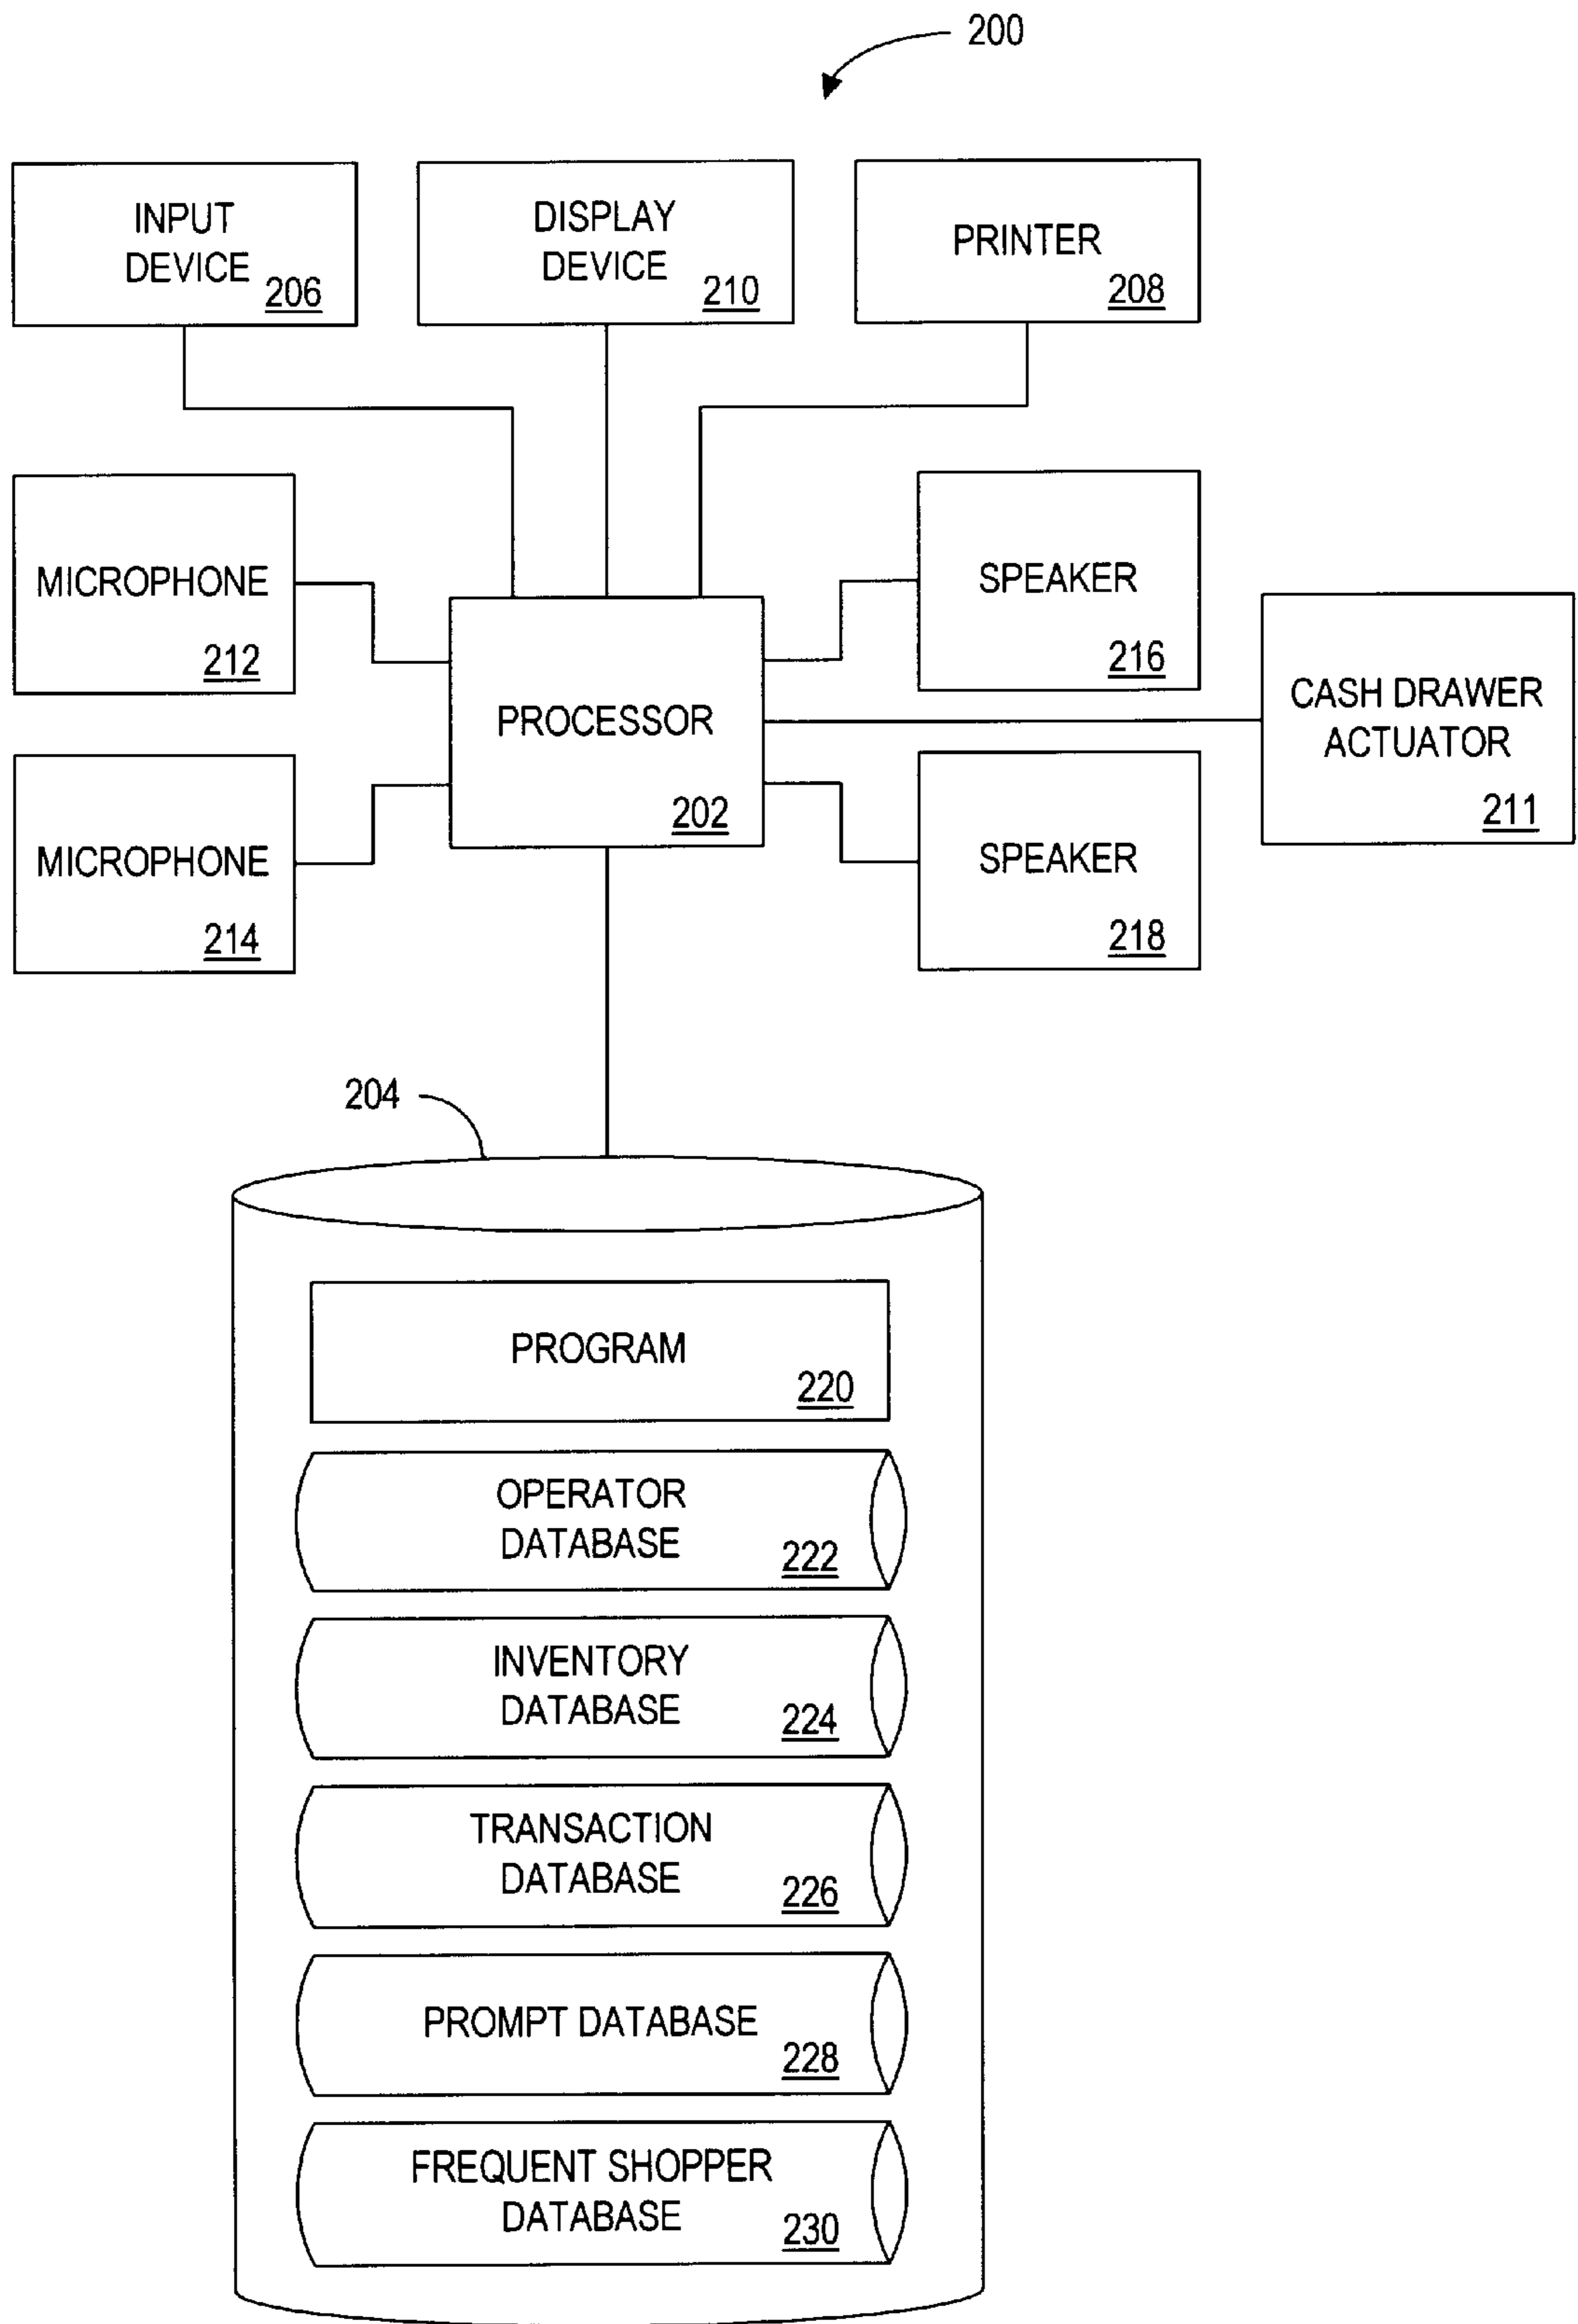 200
INPUT
DEVICE
206
DISPLAY
DEVICE
210
PRINTER
208
MICROPHONE
212
SPEAKER
216
PROCESSOR
202
CASH DRAWER
ACTUATOR
211
MICROPHONE
214
SPEAKER
218
204
PROGRAM
220
OPERATOR
DATABASE
222
INVENTORY
DATABASE
224
TRANSACTION
DATABASE
226
PROMPT DATABASE
228
FREQUENT SHOPPER
DATABASE
230